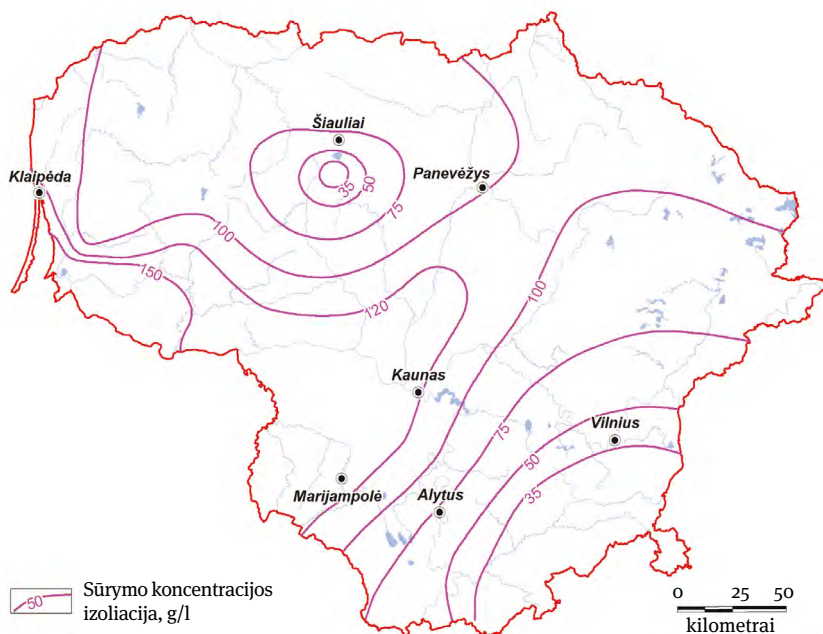 Šiauliai
Klaipėda
Panevėžys
35
50
75
100
100
150
120
Kaunas
Vilnius
75
50
35
Marijampolė
Alytus
50
Sūrymo koncentracijos
izoliacija, g/l
0 25 50
kilometrai